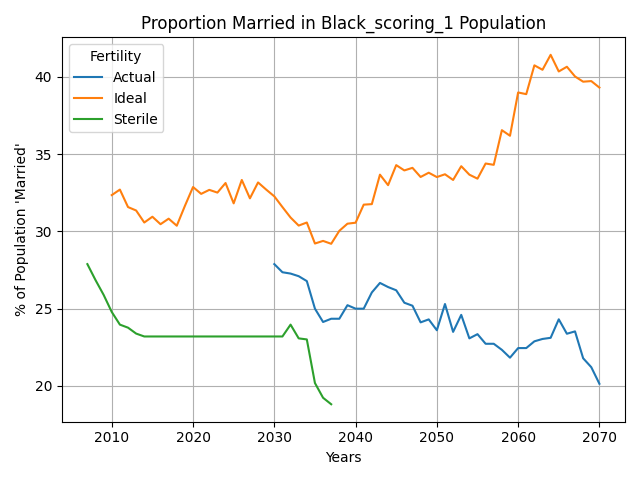 Proportion Married in Black_scoring_1 Population
Fertility
Actual
Ideal
Sterile
% of Population 'Married'
40
35
30
25
20
2010 2020 2030 2040 2050 2060 2070
Years